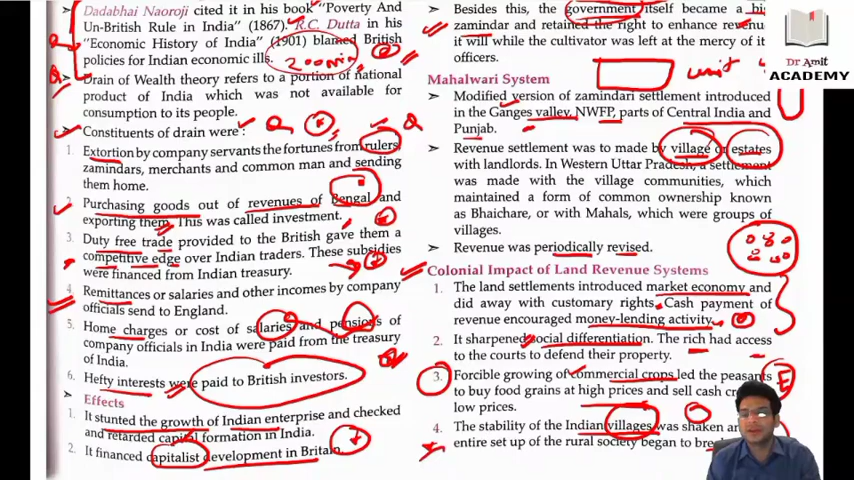 Dadabhai Naoroji cited it in his book "Poverty And
Un-British Rule in India" (1867). R.C. Dutta in his
"Economic History of India" (1901) blamed British
policies for Indian economic ills.
Drain of Wealth theory refers to a portion of national
product of India which was not available for
consumption to its people.
Constituents of drain were :
1. Extortion by company servants the fortunes from rulers,
zamindars, merchants and common man and sending
them home.
2. Purchasing goods out of revenues of Bengal and
exporting them. This was called investment.
3. Duty free trade provided to the British gave them a
competitive edge over Indian traders. These subsidies
were financed from Indian treasury.
4. Remittances or salaries and other incomes by company
officials send to England.
5. Home charges or cost of salaries and pensions of
company officials in India were paid from the treasury
of India.
6. Hefty interests were paid to British investors.
Effects
1. It stunted the growth of Indian enterprise and checked
and retarded capital formation in India.
2. It financed capitalist development in Britain.
Besides this, the government itself became a bi
zamindar and retained the right to enhance revenu
it will while the cultivator was left at the mercy of it
officers.
unit
Mahalwari System
Modified version of zamindari settlement introduced
in the Ganges valley, NWFP, parts of Central India and
Punjab.
Revenue settlement was to made by village or estates
with landlords. In Western Uttar Pradesh, a settlement
was made with the village communities, which
maintained a form of common ownership known
as Bhaichare, or with Mahals, which were groups of
villages.
Revenue was periodically revised.
Colonial Impact of Land Revenue Systems
1. The land settlements introduced market economy and
did away with customary rights. Cash payment of
revenue encouraged money-lending activity.
2. It sharpened social differentiation. The rich had access
to the courts to defend their property.
3. Forcible growing of commercial crops led the peasants
to buy food grains at high prices and sell cash cr
low prices.
4. The stability of the Indian villages was shaken an
entire set up of the rural society began to bre
Dr Amit
ACADEMY